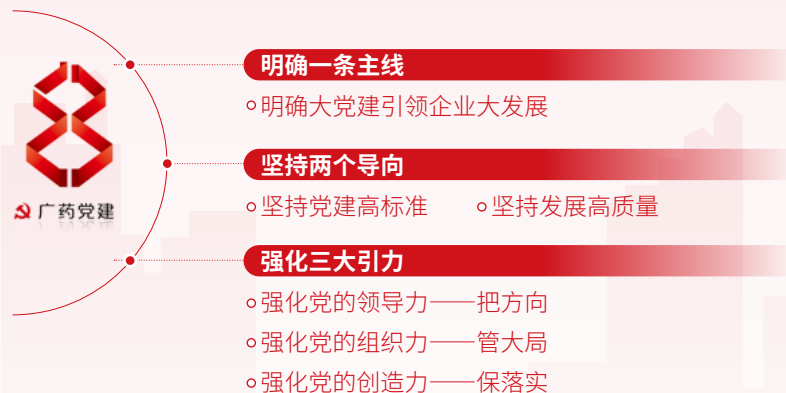 明确一条主线
明确大党建引领企业大发展
坚持两个导向
坚持党建高标准 坚持发展高质量
广药党建
强化三大引力
强化党的领导力——把方向
强化党的组织力——管大局
强化党的创造力——保落实